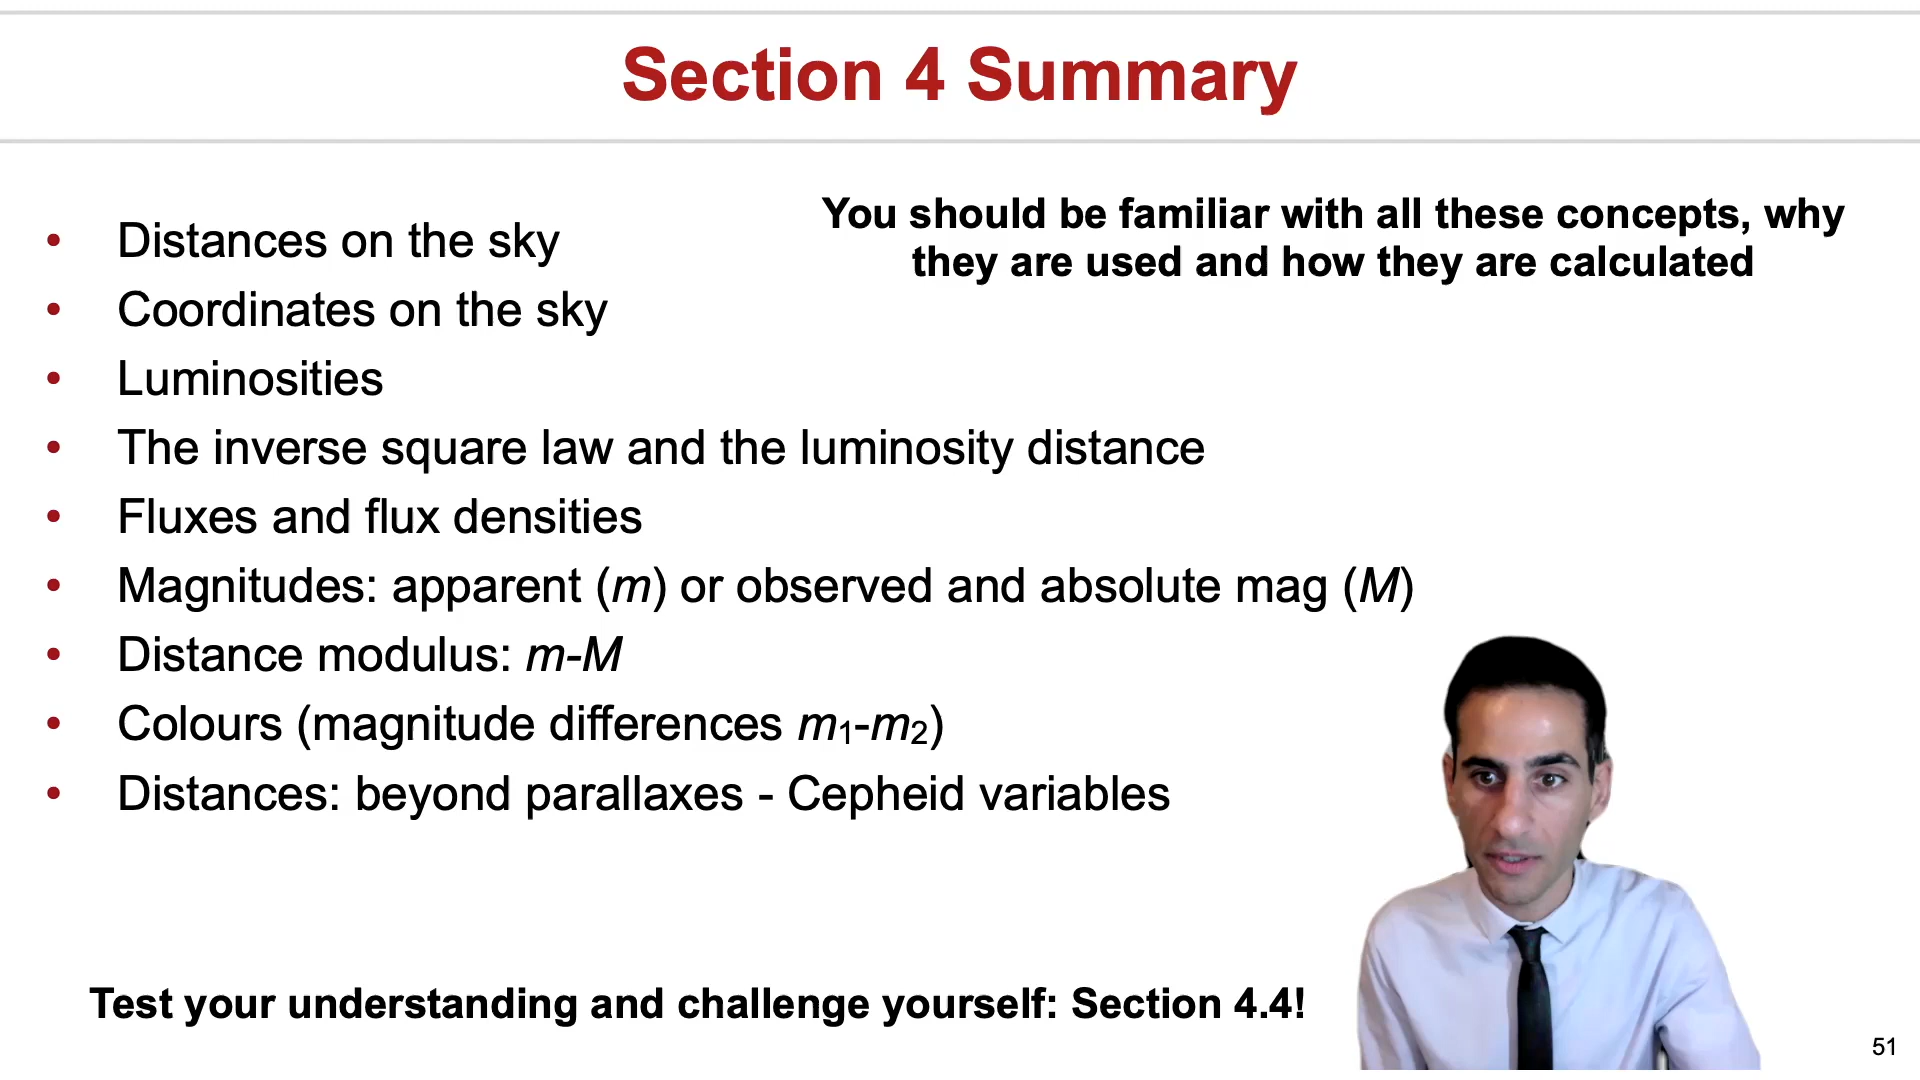 Section 4 Summary
You should be familiar with all these concepts, why
they are used and how they are calculated
• Distances on the sky
• Coordinates on the sky
• Luminosities
• The inverse square law and the luminosity distance
• Fluxes and flux densities
• Magnitudes: apparent (m) or observed and absolute mag (M)
• Distance modulus: m-M
• Colours (magnitude differences m₁-m₂)
• Distances: beyond parallaxes - Cepheid variables
Test your understanding and challenge yourself: Section 4.4!
51